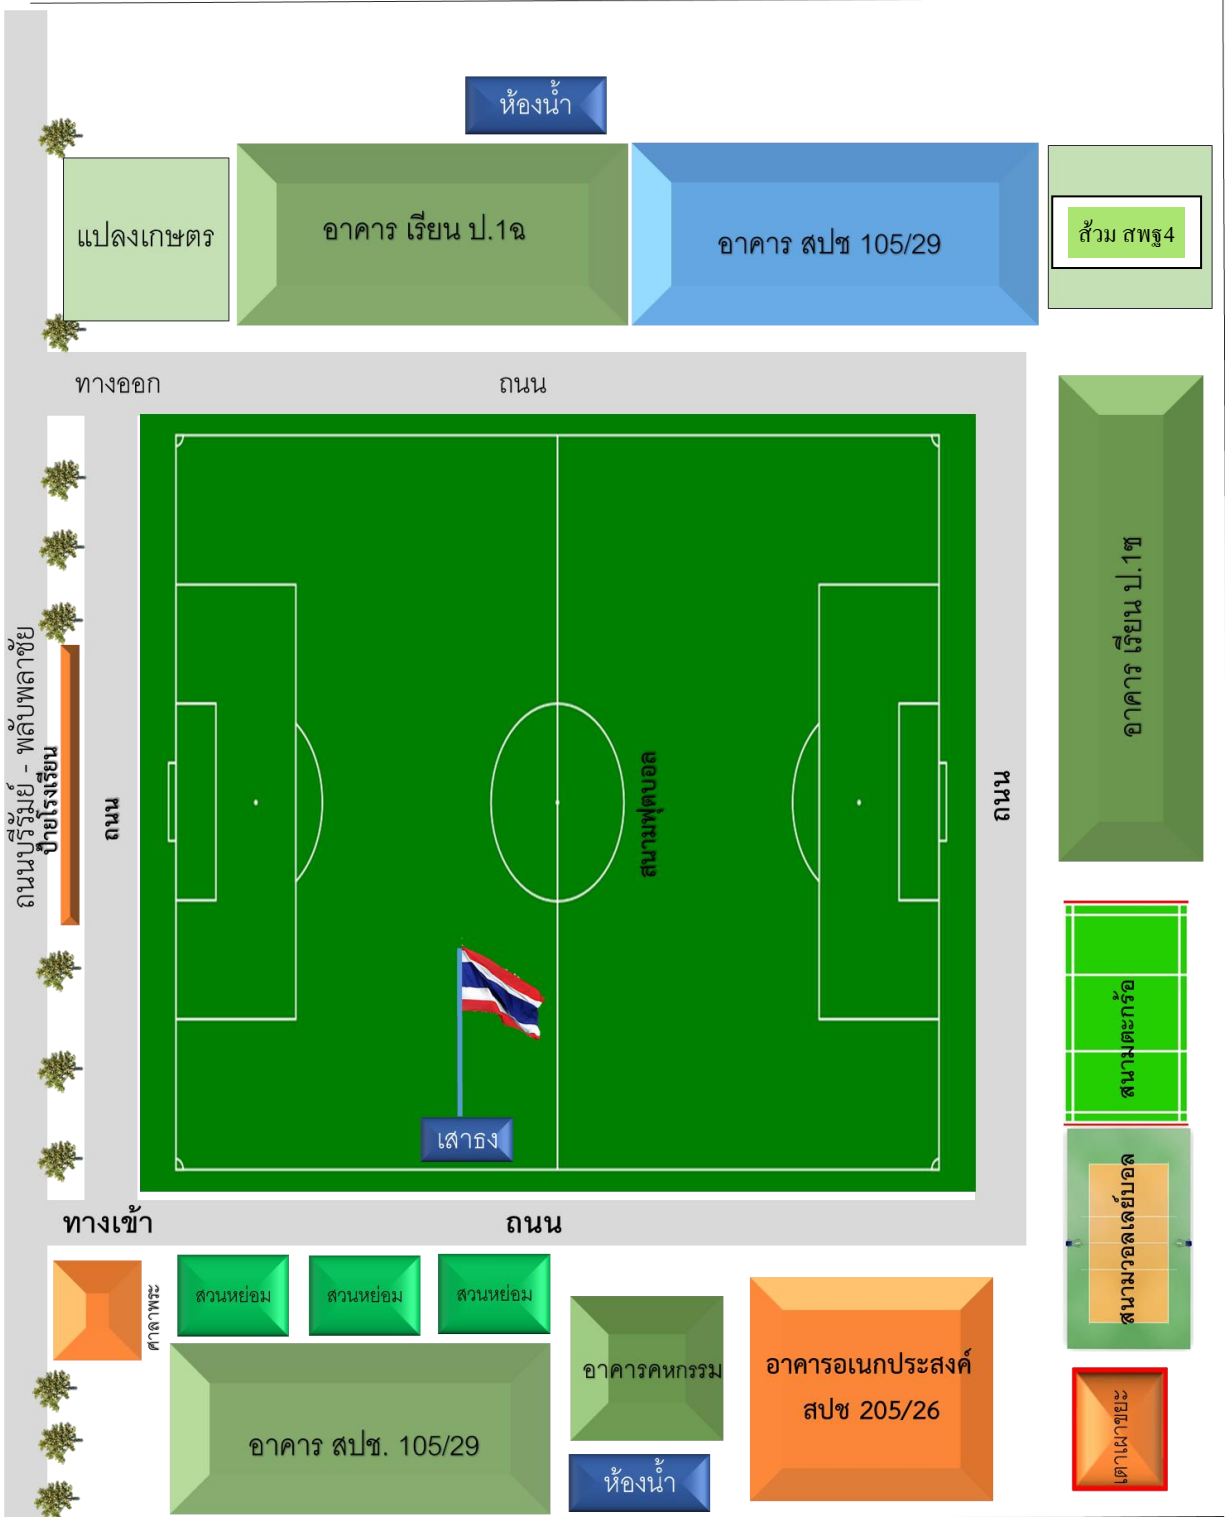 ห้องน้ำ
แปลงเกษตร
อาคาร เรียน ป.1ฉ
อาคาร สปช 105/29
ส้วม สพฐ4
ทางออก
ถนน
อาคาร เรียน ป.1ซ
ถนนบุรีรัมย์ - พลับพลาชัย
ป้ายโรงเรียน
ถนน
สนามฟุตบอล
ถนน
สนามตะกร้อ
เสาธง
สนามวอลเลย์บอล
ทางเข้า
ถนน
ศาลาพระ
สวนหย่อม
สวนหย่อม
สวนหย่อม
อาคารคหกรรม
อาคารอเนกประสงค์
สปช 205/26
เตาเผาขยะ
อาคาร สปช. 105/29
ห้องน้ำ